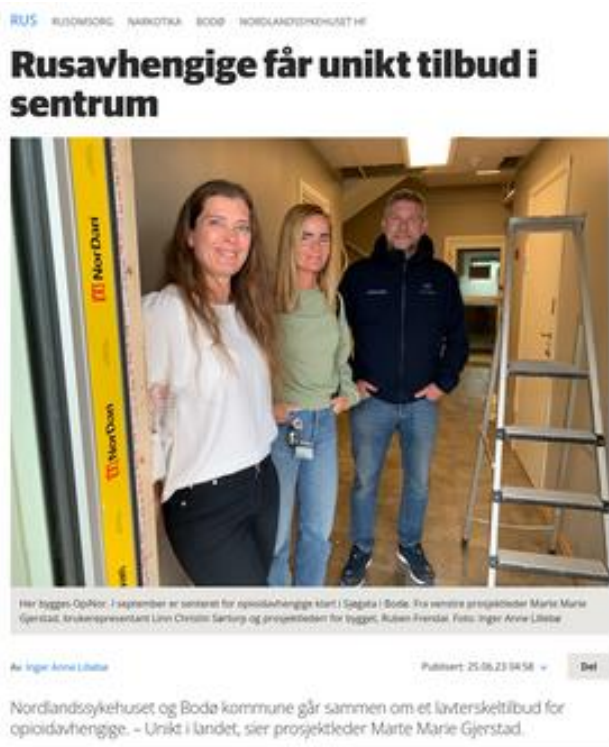 RUS RUSOMSORG NARKOTIKA BODØ NORDLANDSSYKEHUSET HF
Rusavhengige får unikt tilbud i
sentrum
NorDan
NorDan
Her bygges OpiNor. I september er senteret for opioidavhengige klart i Sjøgata i Bodø. Fra venstre prosjektleder Marte Marie
Gjerstad, brukerrepresentant Linn Christin Sørtorp og prosjektlederen for bygget, Ruben Frendar. Foto: Inger Anne Lillebø
Av Inger Anne Lillebø
Publisert: 25.06.23 04:58
Del
Nordlandssykehuset og Bodø kommune går sammen om et lavterskeltilbud for
opioidavhengige. – Unikt i landet, sier prosjektleder Marte Marie Gjerstad.